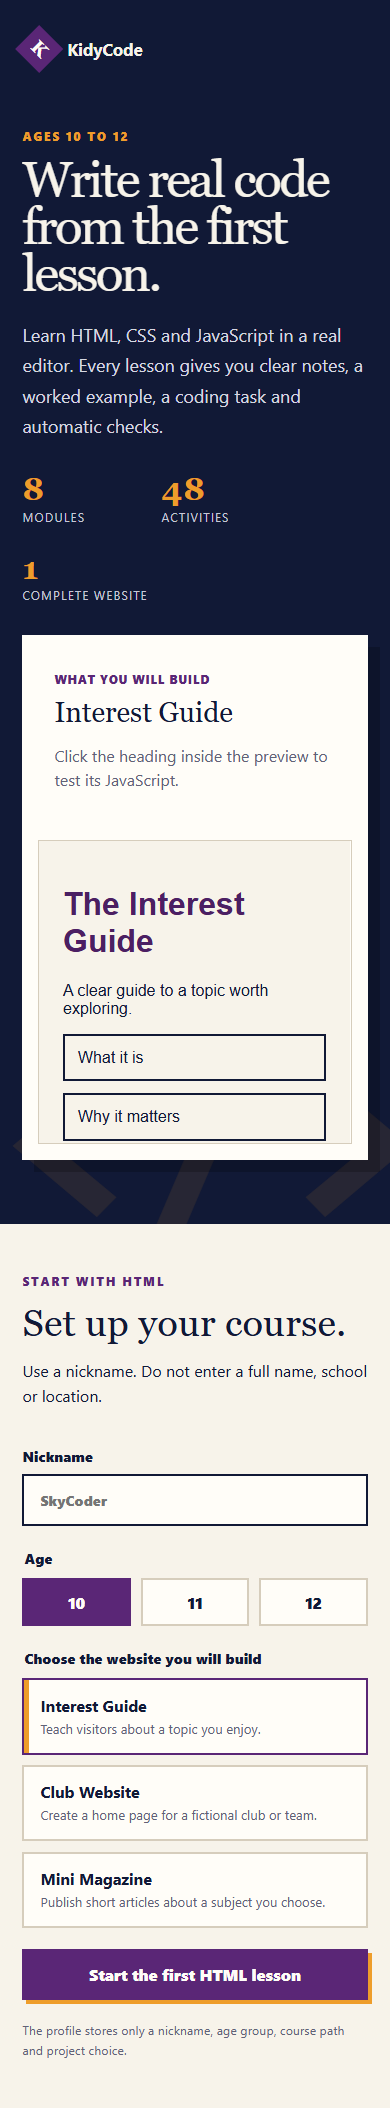 KidyCode
AGES 10 TO 12
Write real code
from the first
lesson.
Learn HTML, CSS and JavaScript in a real
editor. Every lesson gives you clear notes, a
worked example, a coding task and
automatic checks.
8
MODULES
48
ACTIVITIES
1
COMPLETE WEBSITE
WHAT YOU WILL BUILD
Interest Guide
Click the heading inside the preview to
test its JavaScript.
The Interest
Guide
A clear guide to a topic worth
exploring.
What it is
Why it matters
START WITH HTML
Set up your course.
Use a nickname. Do not enter a full name, school
or location.
Nickname
SkyCoder
Age
10
11
12
Choose the website you will build
Interest Guide
Teach visitors about a topic you enjoy.
Club Website
Create a home page for a fictional club or team.
Mini Magazine
Publish short articles about a subject you choose.
Start the first HTML lesson
The profile stores only a nickname, age group, course path
and project choice.